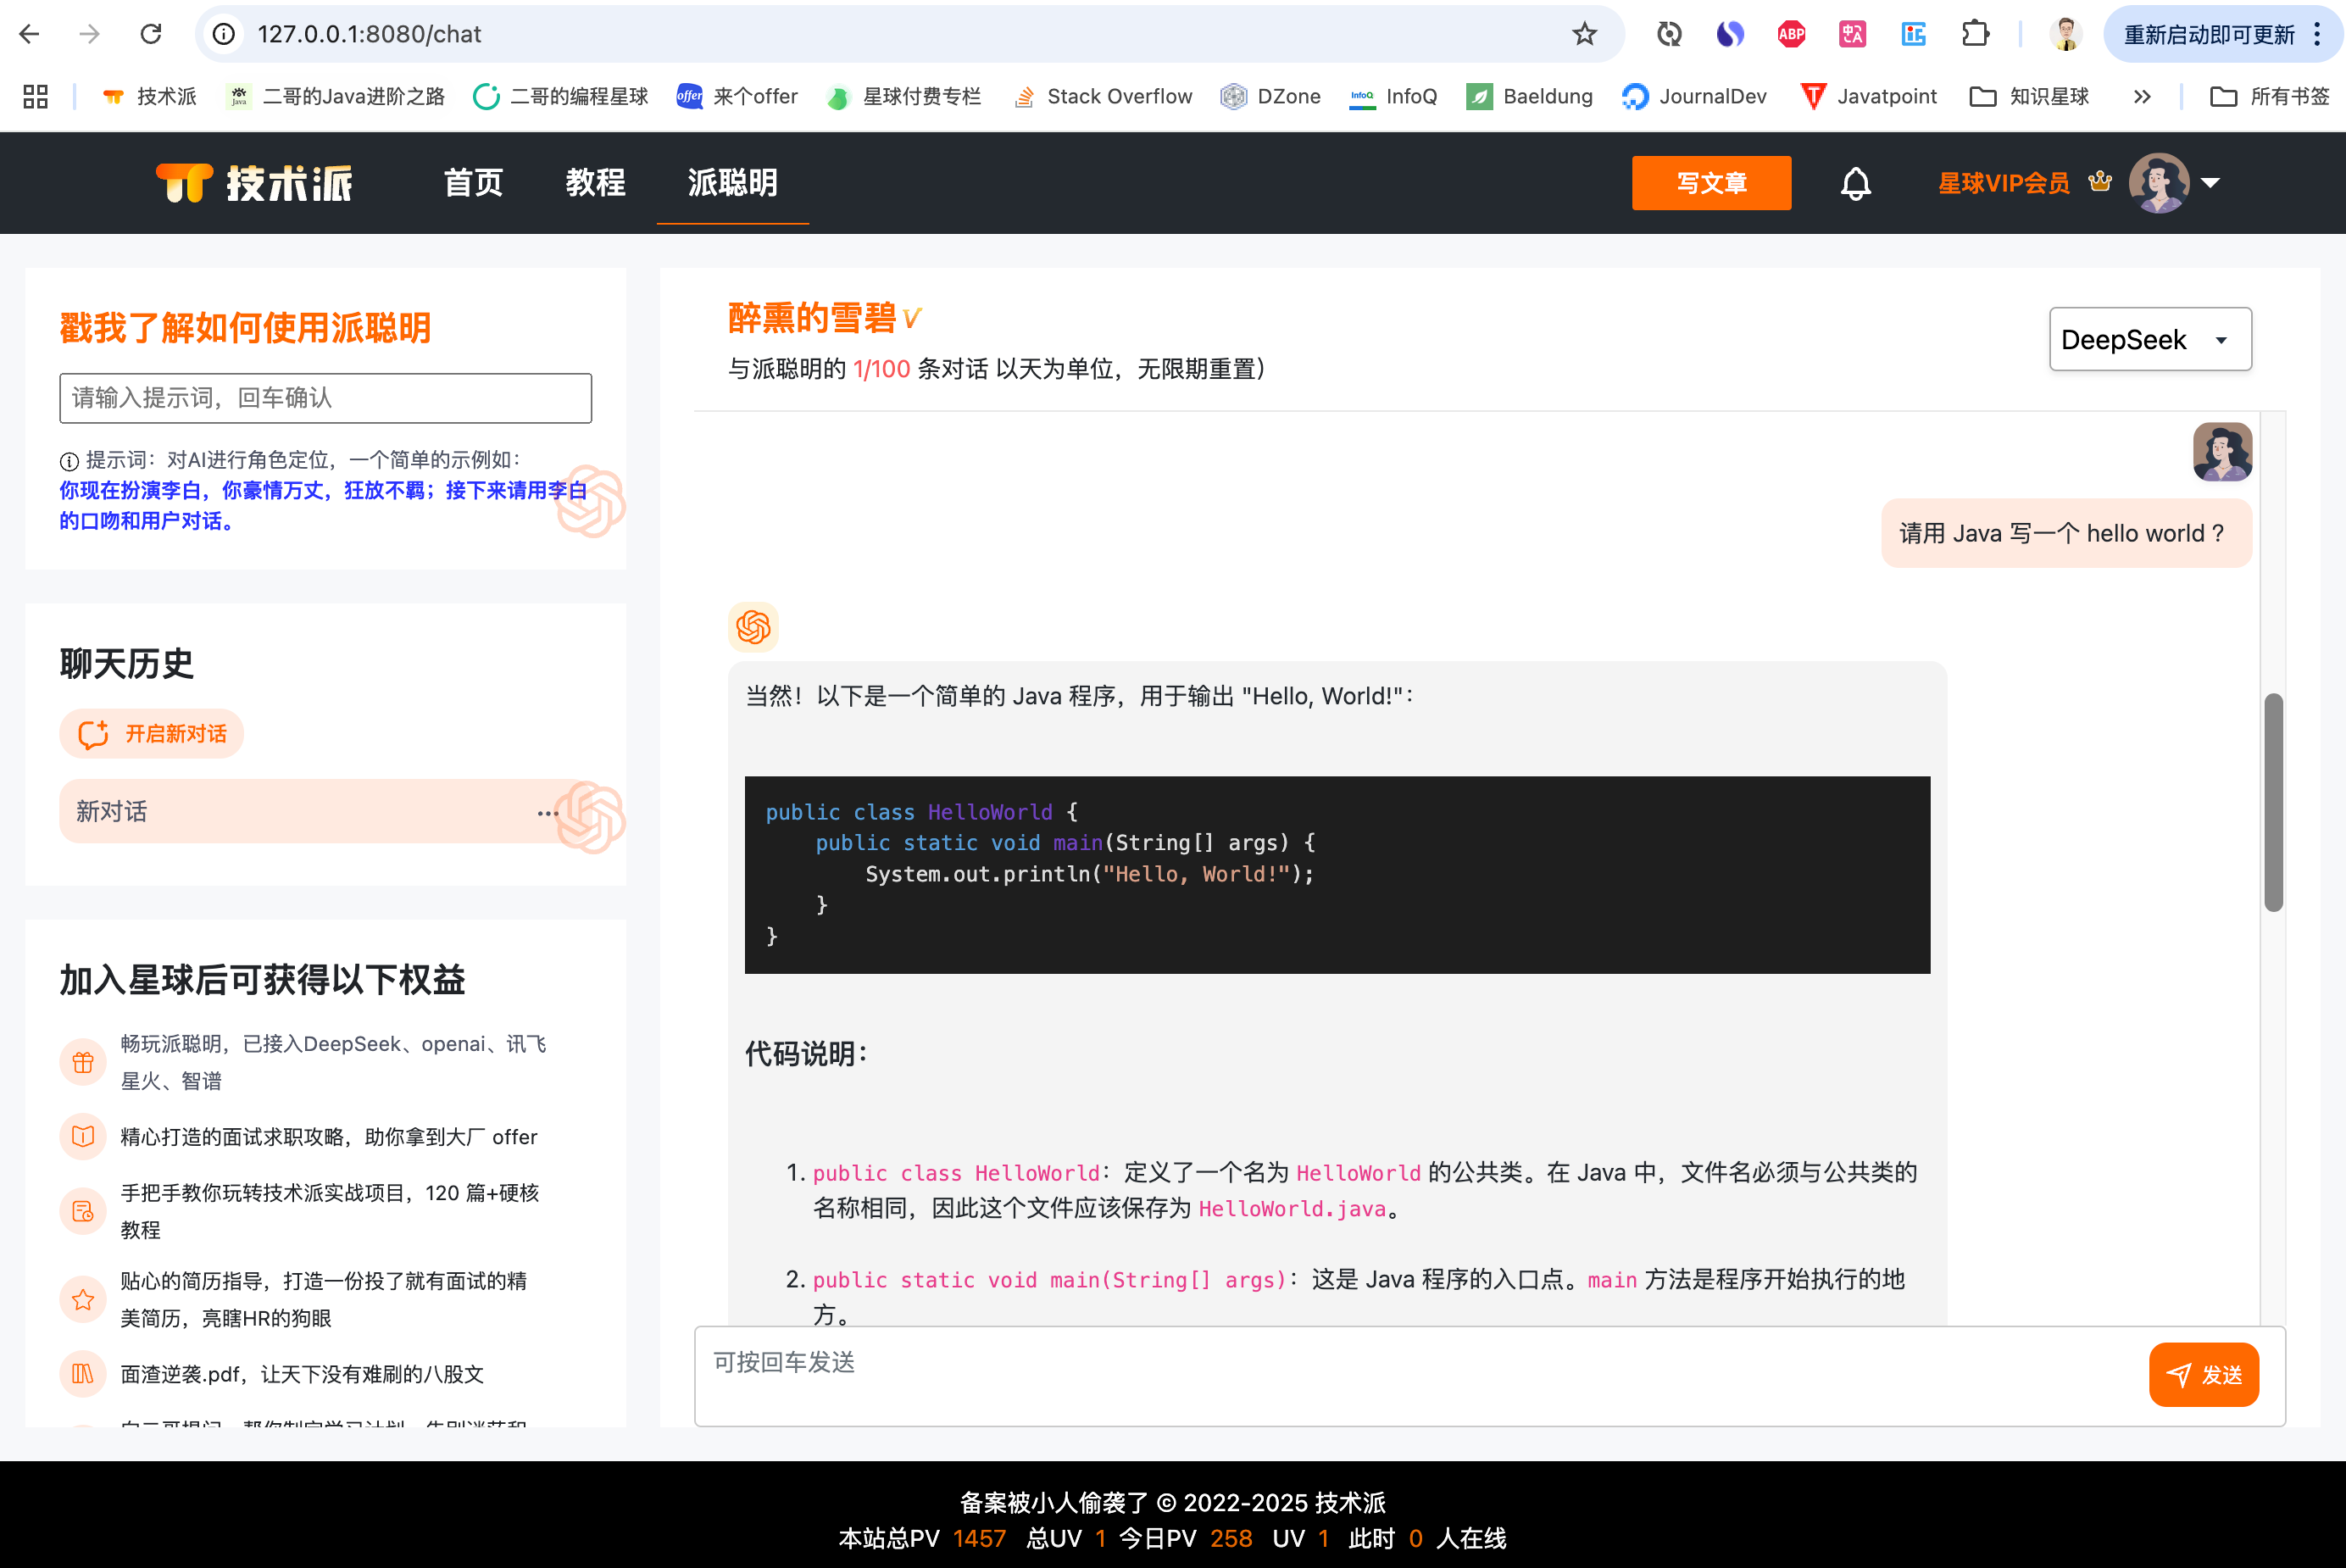 127.0.0.1:8080/chat
ABP
重新启动即可更新
技术派
二哥的Java进阶之路
二哥的编程星球
offer
来个offer
星球付费专栏
Stack Overflow
DZone
InfoQ
InfoQ
Baeldung
JournalDev
Javatpoint
知识星球
所有书签
技术派
首页
教程
派聪明
写文章
星球VIP会员
戳我了解如何使用派聪明
请输入提示词，回车确认
提示词：对AI进行角色定位，一个简单的示例如：
你现在扮演李白，你豪情万丈，狂放不羁；接下来请用李白
的口吻和用户对话。
聊天历史
开启新对话
新对话
加入星球后可获得以下权益
畅玩派聪明，已接入DeepSeek、openai、讯飞
星火、智谱
精心打造的面试求职攻略，助你拿到大厂 offer
手把手教你玩转技术派实战项目，120 篇+硬核
教程
贴心的简历指导，打造一份投了就有面试的精
美简历，亮瞎HR的狗眼
面渣逆袭.pdf，让天下没有难刷的八股文
醉熏的雪碧
与派聪明的 1/100 条对话 以天为单位，无限期重置）
DeepSeek
请用 Java 写一个 hello world ?
当然！以下是一个简单的 Java 程序，用于输出 "Hello, World!"：
public class HelloWorld {
    public static void main(String[] args) {
        System.out.println("Hello, World!");
    }
}
代码说明：
1. public class HelloWorld：定义了一个名为 HelloWorld 的公共类。在 Java 中，文件名必须与公共类的
名称相同，因此这个文件应该保存为 HelloWorld.java。
2. public static void main(String[] args)：这是 Java 程序的入口点。main 方法是程序开始执行的地
方。
可按回车发送
发送
备案被小人偷袭了 © 2022-2025 技术派
本站总PV 1457 总UV 1 今日PV 258 UV 1 此时 0 人在线